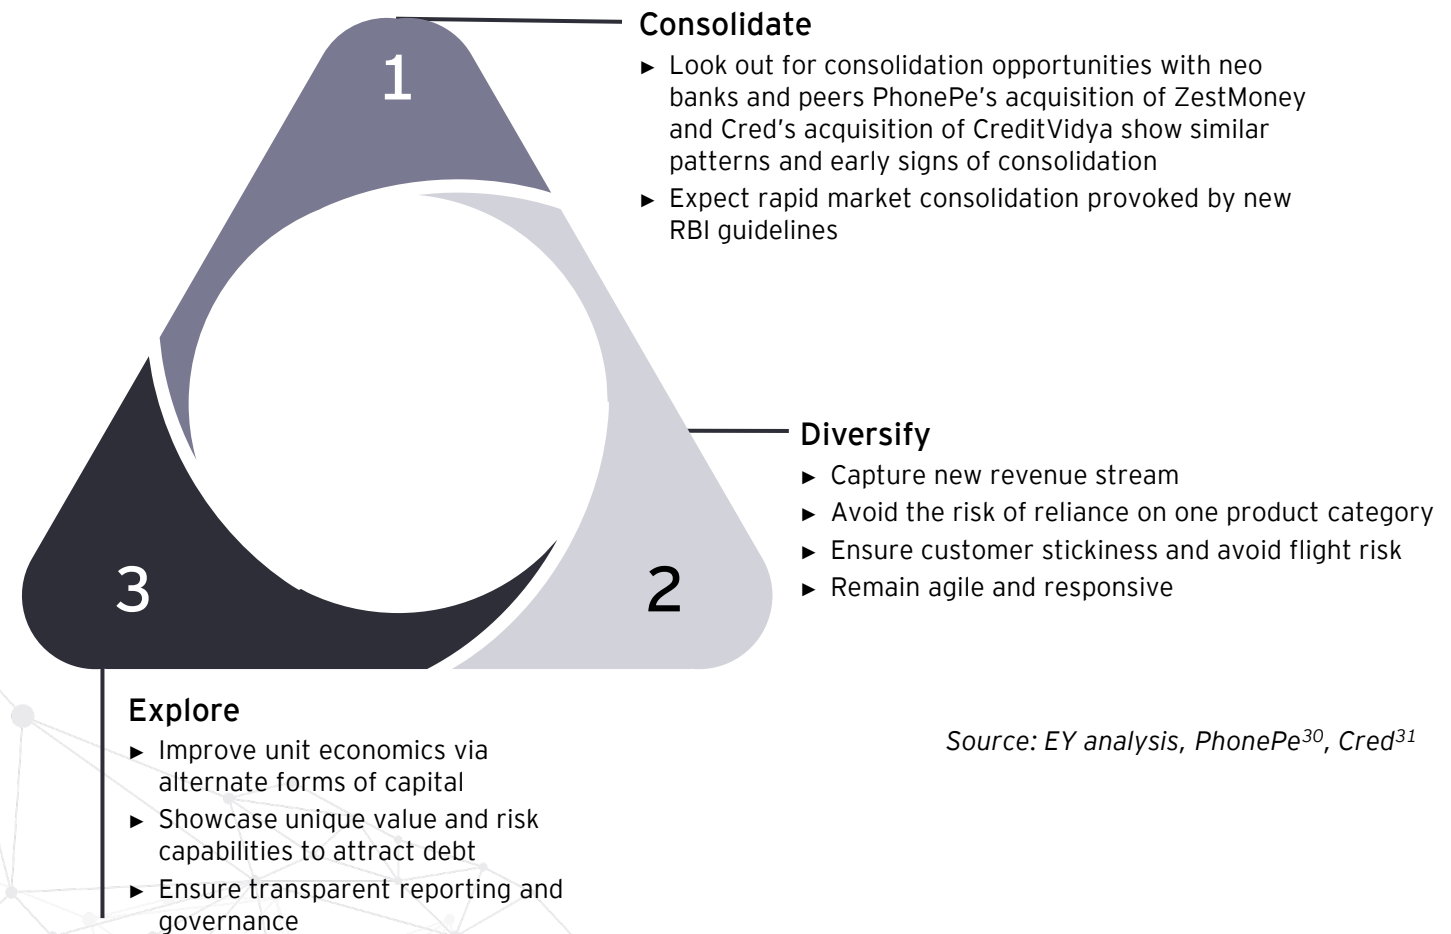 1
Consolidate
► Look out for consolidation opportunities with neo
banks and peers PhonePe's acquisition of ZestMoney
and Cred's acquisition of CreditVidya show similar
patterns and early signs of consolidation
► Expect rapid market consolidation provoked by new
RBI guidelines
2
Diversify
► Capture new revenue stream
► Avoid the risk of reliance on one product category
► Ensure customer stickiness and avoid flight risk
► Remain agile and responsive
3
Explore
► Improve unit economics via
alternate forms of capital
► Showcase unique value and risk
capabilities to attract debt
► Ensure transparent reporting and
governance
Source: EY analysis, PhonePe³⁰, Cred³¹